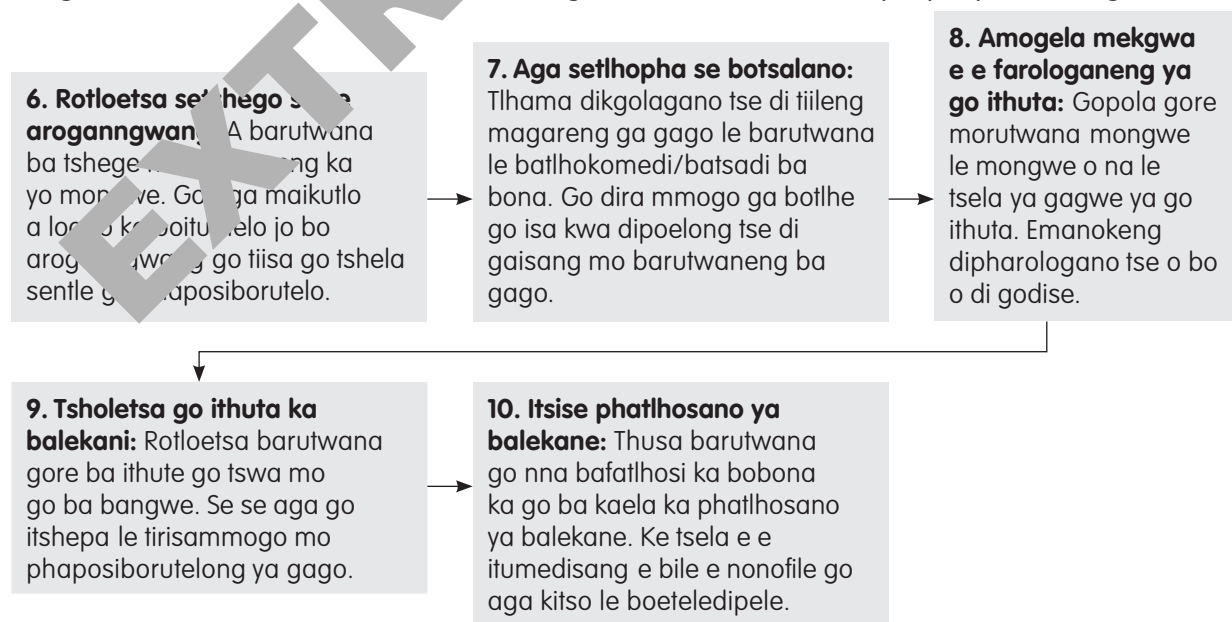 6. Rotloetsa
A barutwana
ba tshege
yo
maikutlo
a
go tiisa go tshela
sentle
7. Aga setlhopha se botsalano:
Tlhama dikgolagano tse di tiileng
magareng ga gago le barutwana
le batlhokomedi/batsadi ba
bona. Go dira mmogo ga botlhe
go isa kwa dipoelong tse di
gaisang mo barutwaneng ba
gago.
8. Amogela mekgwa
e e farologaneng ya
go ithuta: Gopola gore
morutwana mongwe
le mongwe o na le
tsela ya gagwe ya go
ithuta. Emanokeng
dipharologano tse o bo
o di godise.
9. Tsholetsa go ithuta ka
balekani: Rotloetsa barutwana
gore ba ithute go tswa mo
go ba bangwe. Se se aga go
itshepa le tirisammogo mo
phaposiborutelong ya gago.
10. Itsise phatlhosano ya
balekane: Thusa barutwana
go nna bafatlhosi ka bobona
ka go ba kaela ka phatlhosano
ya balekane. Ke tsela e e
itumedisang e bile e nonofile go
aga kitso le boeteledipele.